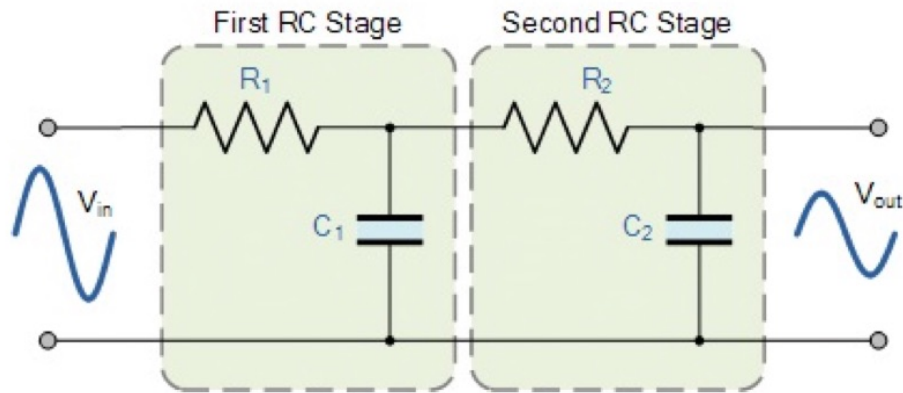 First RC Stage Second RC Stage
R₁ R₂
Vin C₁ C₂ Vout